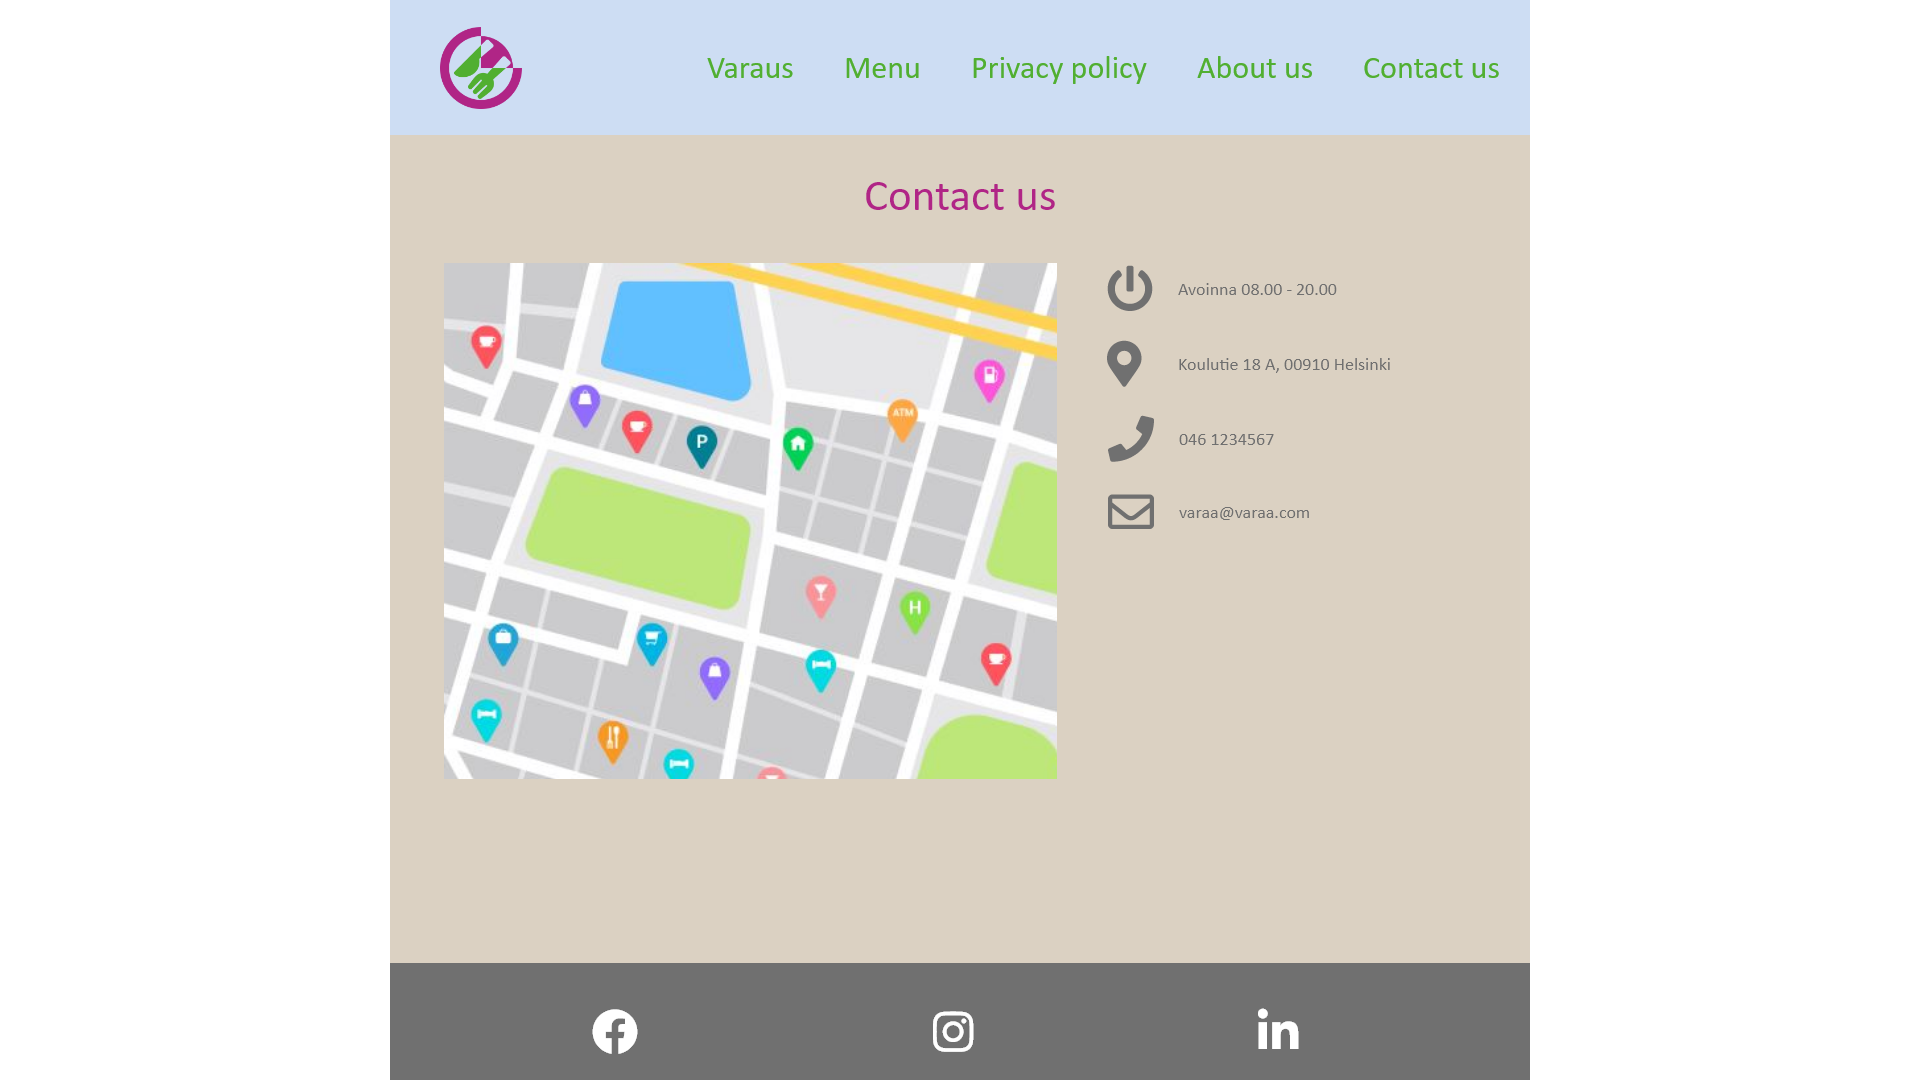 Varaus
Menu
Privacy policy
About us
Contact us
Contact us
Avoinna 08.00 - 20.00
Koulutie 18 A, 00910 Helsinki
046 1234567
varaa@varaa.com
ATM
P
H
in